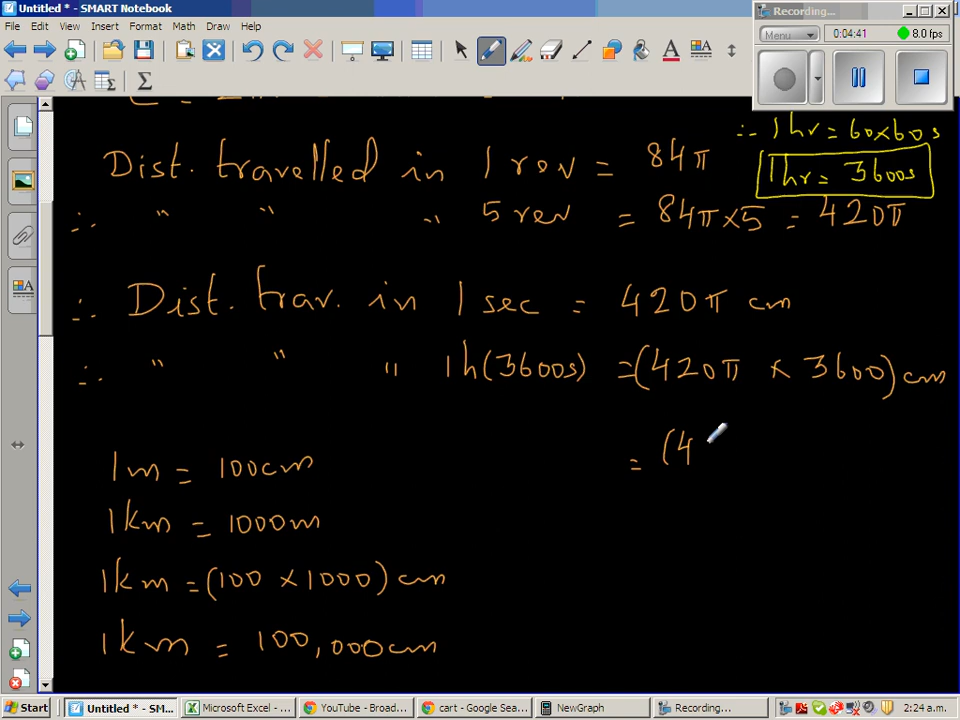 Untitled * - SMART Notebook
Recording...
File Edit View Insert Format Math Draw Window
Menu 0:04:41 8.0 fps
∴ 1 hr = 60×60s
Dist. travelled in 1 rev = 84π
1hr = 3600s
∴ " " " 5 rev = 84π×5 = 420π
∴ Dist. trav. in 1 sec = 420π cm
∴ " " " 1h(3600s) = (420π × 3600) cm
= (4
1m = 100cm
1km = 1000m
1km = (100 × 1000) cm
1km = 100,000cm
Start Untitled * - SM... Microsoft Excel - ... YouTube - Broad... cart - Google Sea... NewGraph Recording... 2:24 a.m.